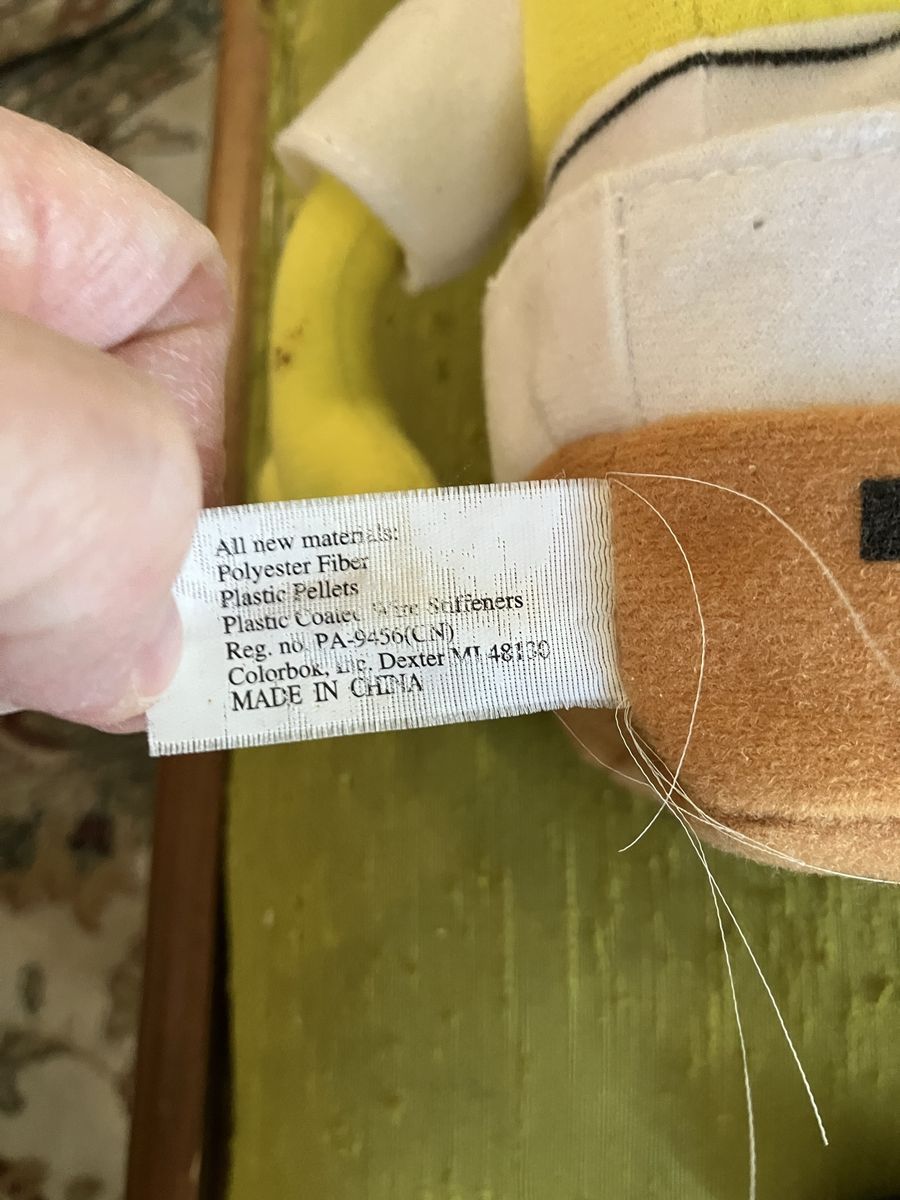 All new materials:
Polyester Fiber
Plastic Pellets
Plastic Coated Wire Stiffeners
Reg. no. PA-9456(CN)
Colorbok, Inc. Dexter MI 48130
MADE IN CHINA